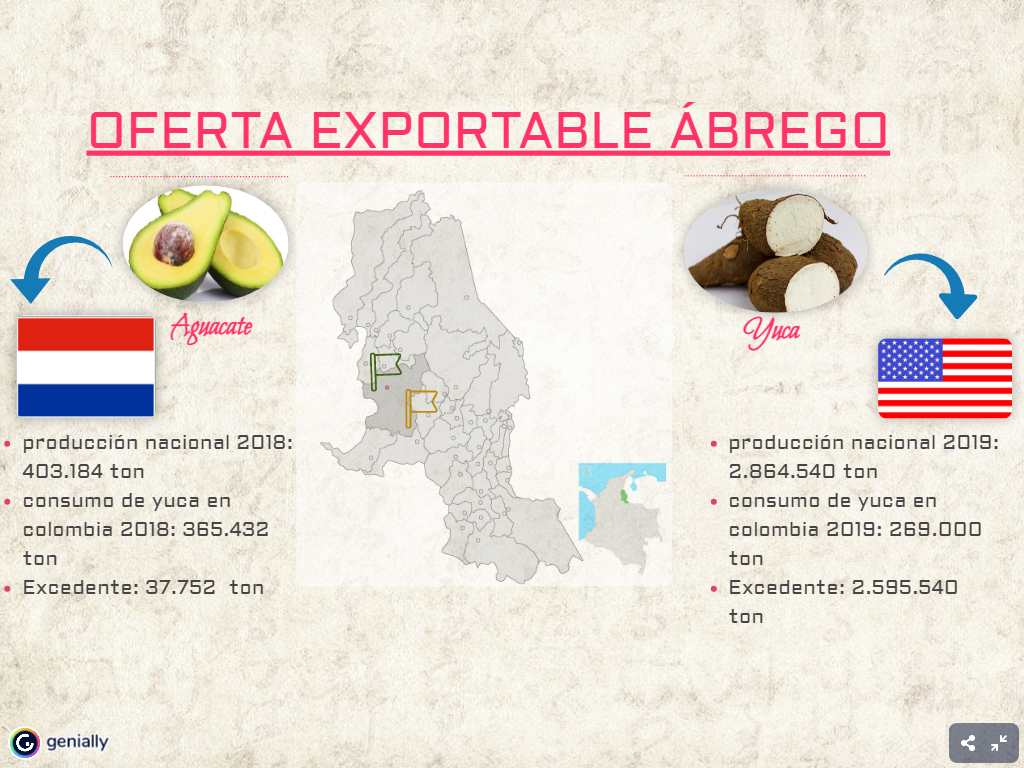 OFERTA EXPORTABLE ÁBREGO
Aguacate
producción nacional 2018:
403.184 ton
consumo de yuca en
colombia 2018: 365.432
ton
Excedente: 37.752 ton
Yuca
producción nacional 2019:
2.864.540 ton
consumo de yuca en
colombia 2019: 269.000
ton
Excedente: 2.595.540
ton
genially